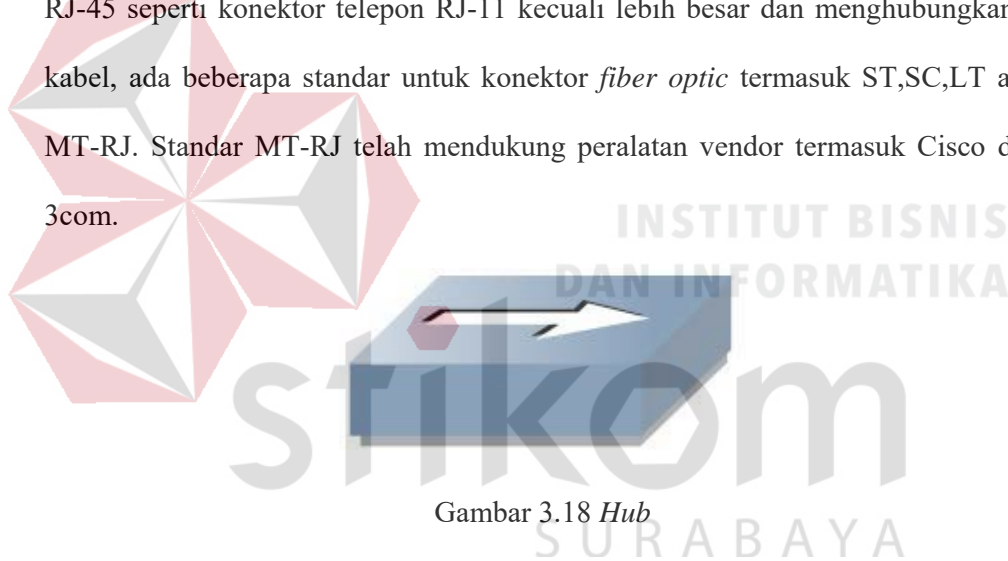 RJ-45 seperti konektor telepon RJ-11 kecuali lebih besar dan menghubungkan
kabel, ada beberapa standar untuk konektor fiber optic termasuk ST,SC,LT a
MT-RJ. Standar MT-RJ telah mendukung peralatan vendor termasuk Cisco d
3com.
INSTITUT BISNIS
DAN INFORMATIKA
stikom
Gambar 3.18 Hub
SURABAYA